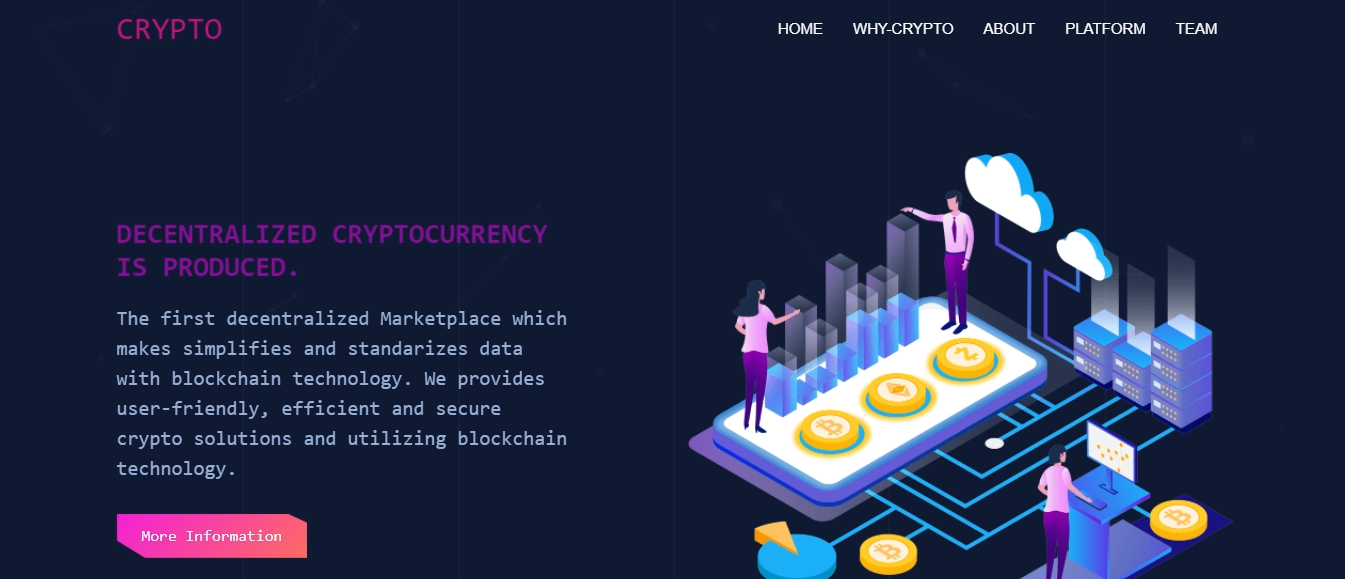 CRYPTO
HOME WHY-CRYPTO ABOUT PLATFORM TEAM
DECENTRALIZED CRYPTOCURRENCY
IS PRODUCED.
The first decentralized Marketplace which
makes simplifies and standarizes data
with blockchain technology. We provides
user-friendly, efficient and secure
crypto solutions and utilizing blockchain
technology.
More Information